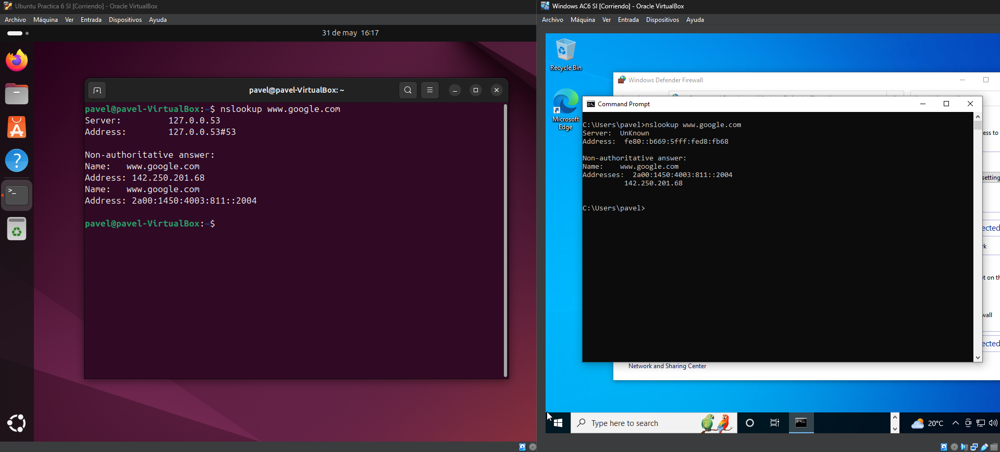 Ubuntu Practica 6 SI [Corriendo] - Oracle VirtualBox
Archivo Máquina Ver Entrada Dispositivos Ayuda
31 de may 16:17
pavel@pavel-VirtualBox: ~
pavel@pavel-VirtualBox:~$ nslookup www.google.com
Server: 127.0.0.53
Address: 127.0.0.53#53
Non-authoritative answer:
Name: www.google.com
Address: 142.250.201.68
Name: www.google.com
Address: 2a00:1450:4003:811::2004
pavel@pavel-VirtualBox:~$
Windows AC6 SI [Corriendo] - Oracle VirtualBox
Archivo Máquina Ver Entrada Dispositivos Ayuda
Recycle Bin
Microsoft
Edge
Windows Defender Firewall
Command Prompt
C:\Users\pavel>nslookup www.google.com
Server: UnKnown
Address: fe80::b669:5fff:fed8:fb68
Non-authoritative answer:
Name: www.google.com
Addresses: 2a00:1450:4003:811::2004
142.250.201.68
C:\Users\pavel>
ess to
setting
ected
rk
t on th
wall
ected
Network and Sharing Center
Type here to search
20°C